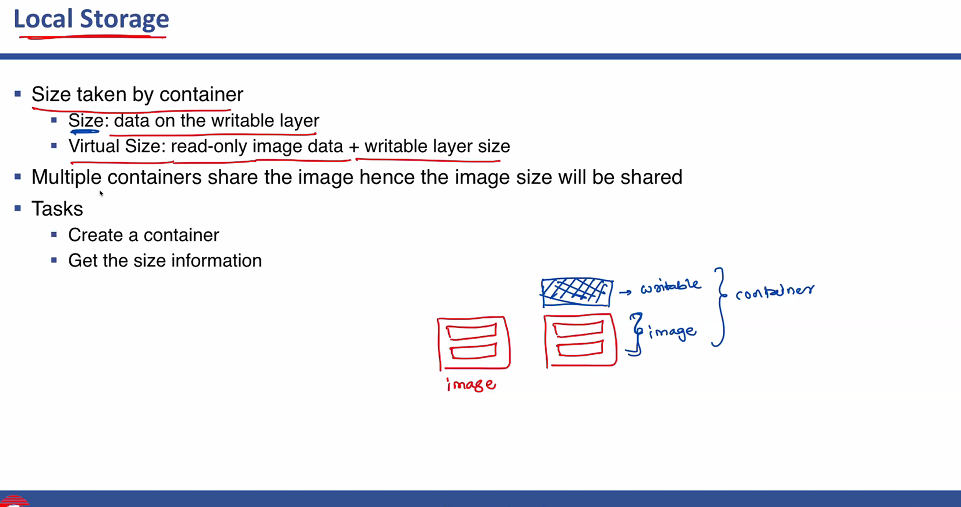 Local Storage
Size taken by container
Size: data on the writable layer
Virtual Size: read-only image data + writable layer size
Multiple containers share the image hence the image size will be shared
Tasks
Create a container
Get the size information
writable
container
image
image